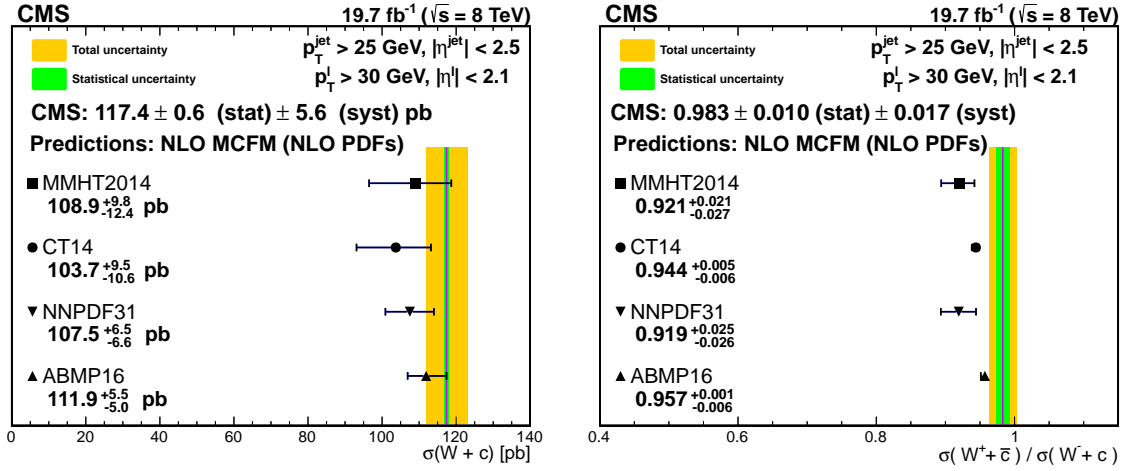 CMS 19.7 fb⁻¹ (√s = 8 TeV)
Total uncertainty
Statistical uncertainty
p_T^jet > 25 GeV, |η^jet| < 2.5
p_T^l > 30 GeV, |η^l| < 2.1
CMS: 117.4 ± 0.6 (stat) ± 5.6 (syst) pb
Predictions: NLO MCFM (NLO PDFs)
MMHT2014
108.9 +9.8 -12.4 pb
CT14
103.7 +9.5 -10.6 pb
NNPDF31
107.5 +6.5 -6.6 pb
ABMP16
111.9 +5.5 -5.0 pb
0 20 40 60 80 100 120 140
σ(W + c) [pb]
CMS 19.7 fb⁻¹ (√s = 8 TeV)
Total uncertainty
Statistical uncertainty
p_T^jet > 25 GeV, |η^jet| < 2.5
p_T^l > 30 GeV, |η^l| < 2.1
CMS: 0.983 ± 0.010 (stat) ± 0.017 (syst)
Predictions: NLO MCFM (NLO PDFs)
MMHT2014
0.921 +0.021 -0.027
CT14
0.944 +0.005 -0.006
NNPDF31
0.919 +0.025 -0.026
ABMP16
0.957 +0.001 -0.006
0.4 0.6 0.8 1
σ( W⁺ + c̅ ) / σ( W⁻ + c )